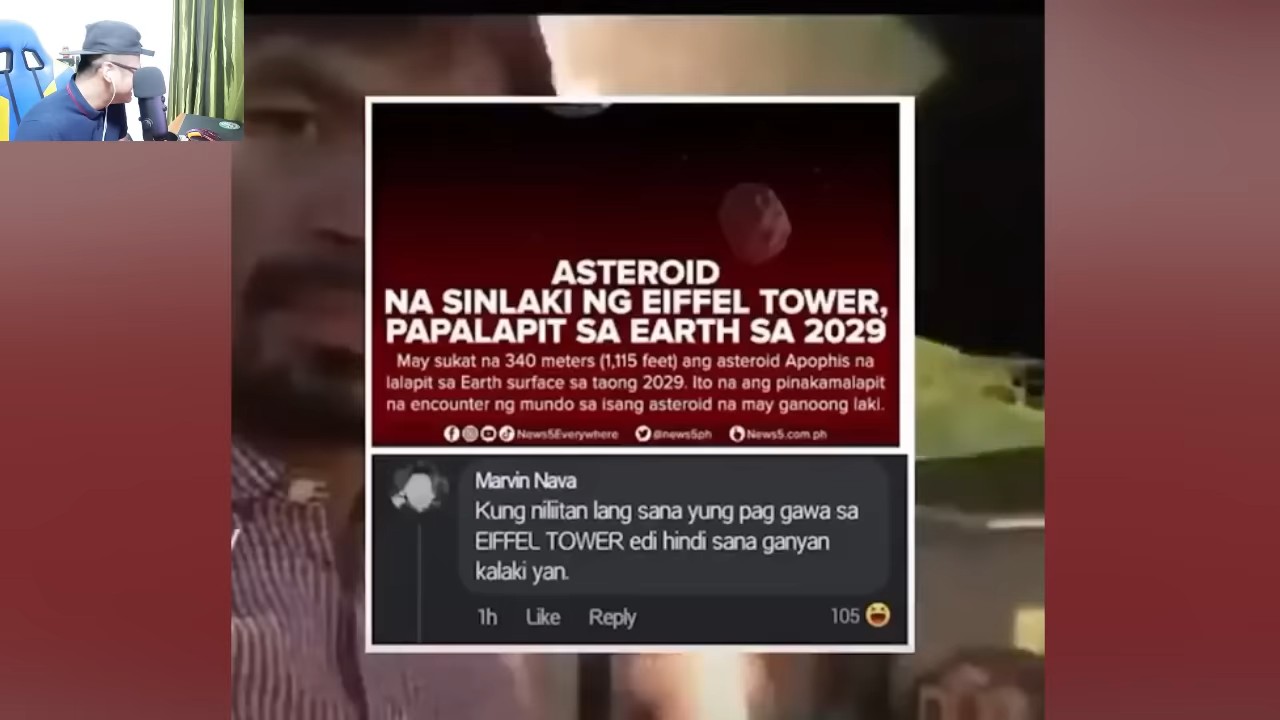 ASTEROID
NA SINLAKI NG EIFFEL TOWER,
PAPALAPIT SA EARTH SA 2029
May sukat na 340 meters (1,115 feet) ang asteroid Apophis na
lalapit sa Earth surface sa taong 2029. Ito na ang pinakamalapit
na encounter ng mundo sa isang asteroid na may ganoong laki.
News5Everywhere @news5ph News5.com.ph
Marvin Nava
Kung niliitan lang sana yung pag gawa sa
EIFFEL TOWER edi hindi sana ganyan
kalaki yan.
1h Like Reply 105